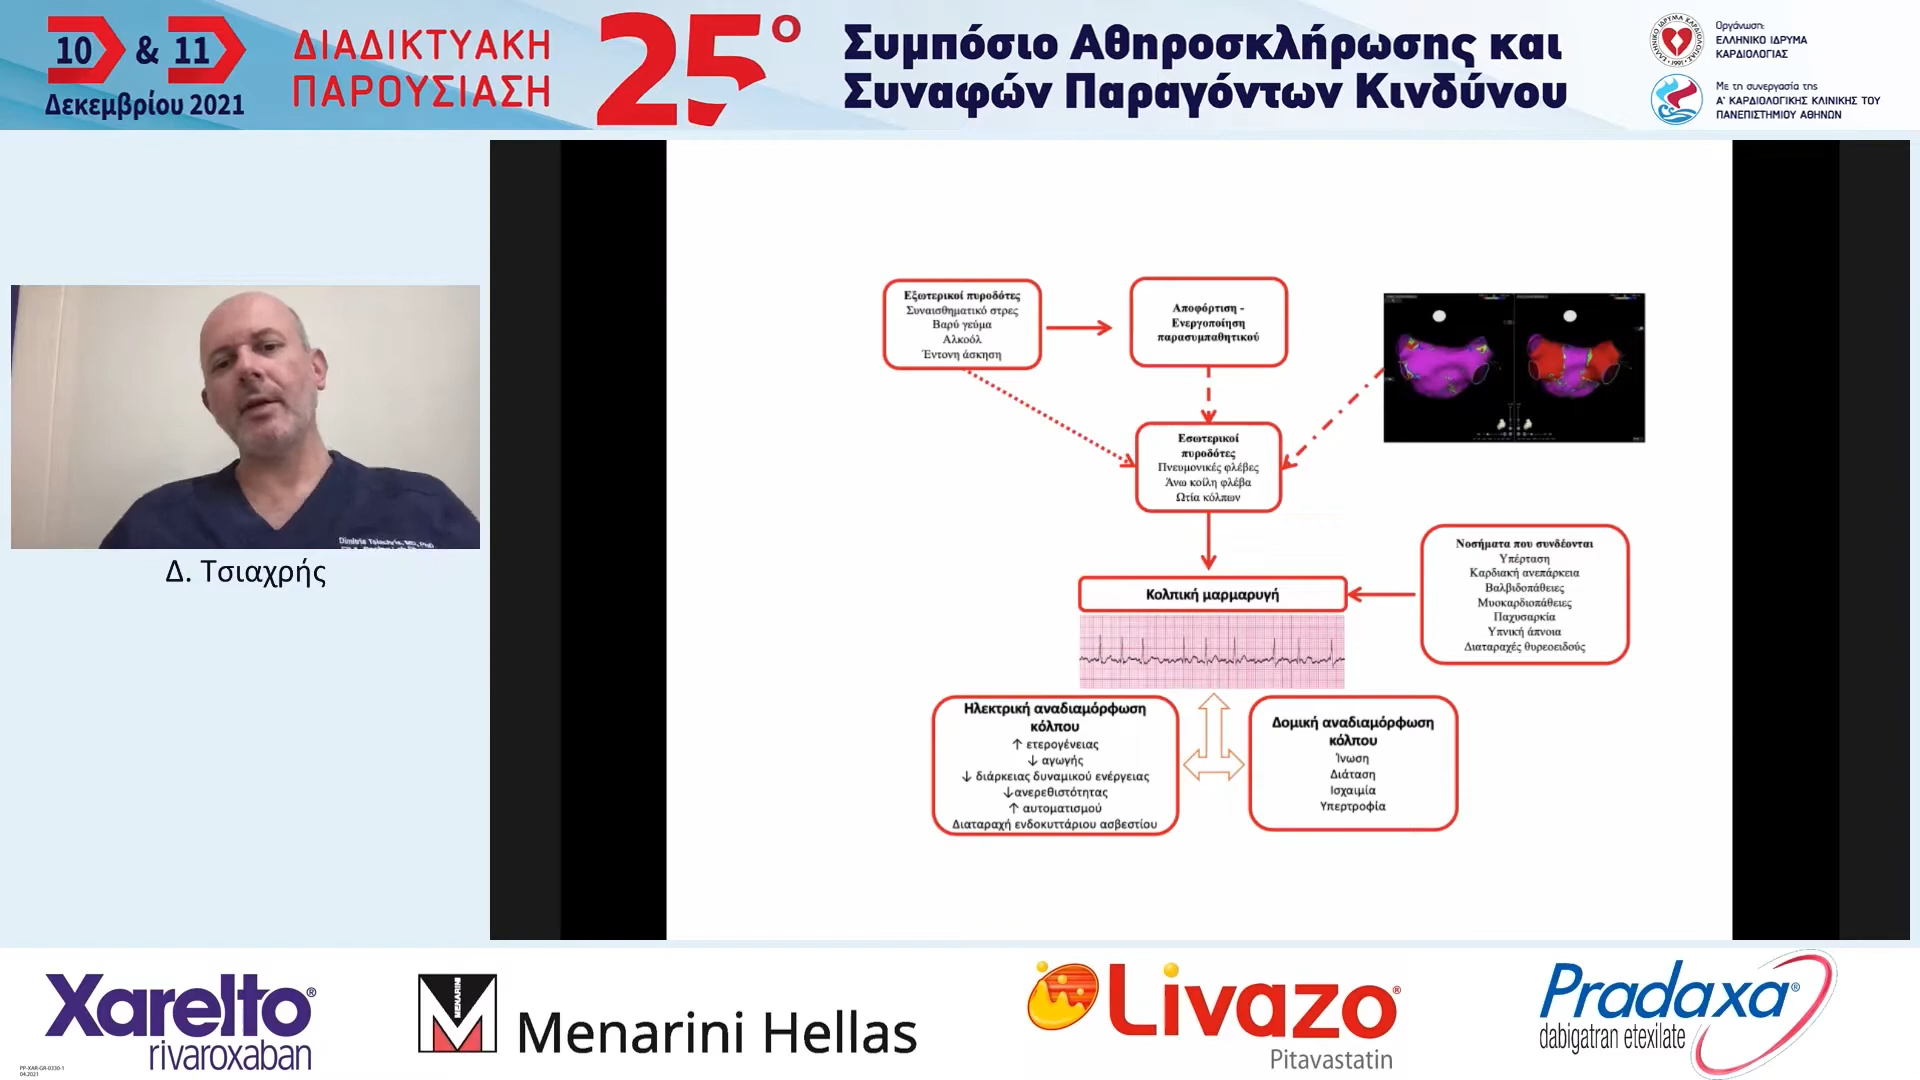 10 & 11
Δεκεμβρίου 2021
ΔΙΑΔΙΚΤΥΑΚΗ
ΠΑΡΟΥΣΙΑΣΗ
25°
Συμπόσιο Αθηροσκλήρωσης και
Συναφών Παραγόντων Κινδύνου
Οργάνωση:
ΕΛΛΗΝΙΚΟ ΙΔΡΥΜΑ
ΚΑΡΔΙΟΛΟΓΙΑΣ
Με τη συνεργασία της
Α' ΚΑΡΔΙΟΛΟΓΙΚΗΣ ΚΛΙΝΙΚΗΣ ΤΟΥ
ΠΑΝΕΠΙΣΤΗΜΙΟΥ ΑΘΗΝΩΝ
Dimitris Tsiachris, MD, PhD
Δ. Τσιαχρής
Εξωτερικοί πυροδότες
Συναισθηματικό στρες
Βαρύ γεύμα
Αλκοόλ
Έντονη άσκηση
Αποφόρτιση -
Ενεργοποίηση
παρασυμπαθητικού
Εσωτερικοί
πυροδότες
Πνευμονικές φλέβες
Άνω κοίλη φλέβα
Ωτία κόλπων
Κολπική μαρμαρυγή
Νοσήματα που συνδέονται
Υπέρταση
Καρδιακή ανεπάρκεια
Βαλβιδοπάθειες
Μυοκαρδιοπάθειες
Παχυσαρκία
Υπνική άπνοια
Διαταραχές θυρεοειδούς
Ηλεκτρική αναδιαμόρφωση
κόλπου
↑ ετερογένειας
↓ αγωγής
↓ διάρκειας δυναμικού ενέργειας
↓ανερεθιστότητας
↑ αυτοματισμού
Διαταραχή ενδοκυττάριου ασβεστίου
Δομική αναδιαμόρφωση
κόλπου
Ίνωση
Διάταση
Ισχαιμία
Υπερτροφία
Xarelto®
rivaroxaban
PP-XAR-GR-0330-1
04.2021
MENARINI
Menarini Hellas
Livazo®
Pitavastatin
Pradaxa®
dabigatran etexilate